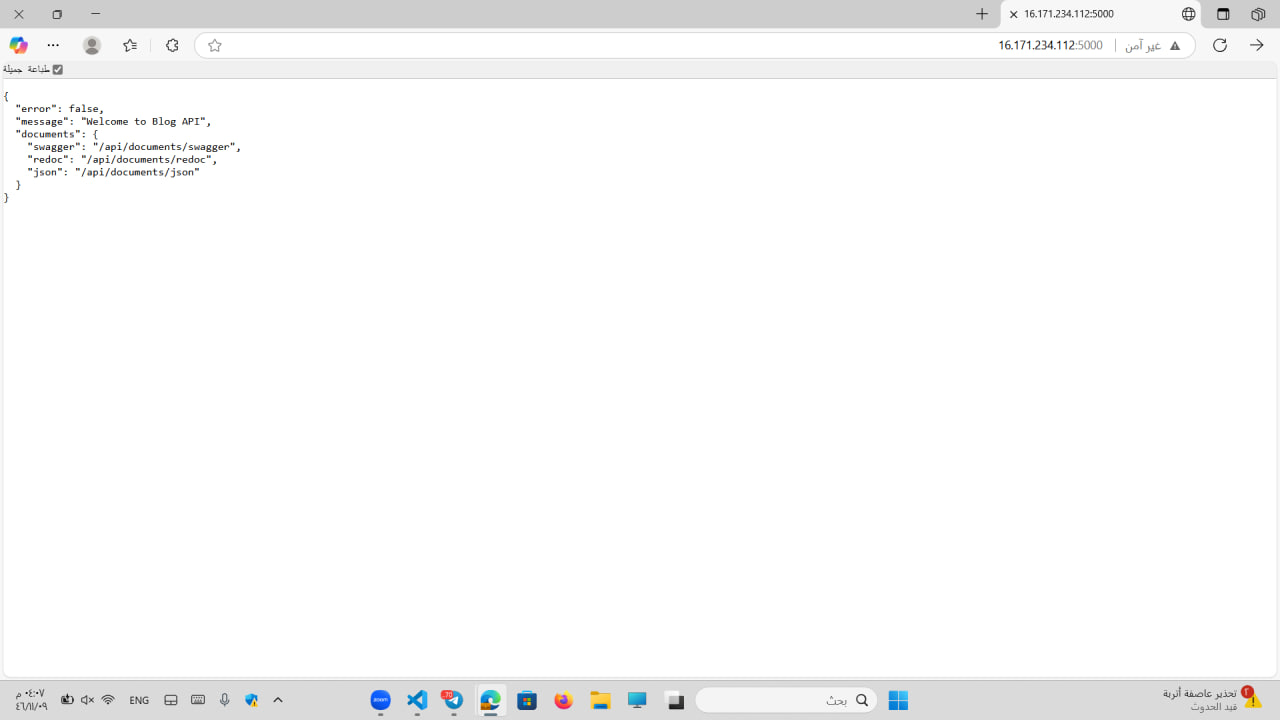 16.171.234.112:5000
غير آمن
16.171.234.112:5000
طباعة جميلة
{
"error": false,
"message": "Welcome to Blog API",
"documents": {
"swagger": "/api/documents/swagger",
"redoc": "/api/documents/redoc",
"json": "/api/documents/json"
}
}
تحذير عاصفة أتربة
قيد الحدوث
بحث
zoom
70
ENG
٠٤:٠٧ م
٤٦/١١/٠٩